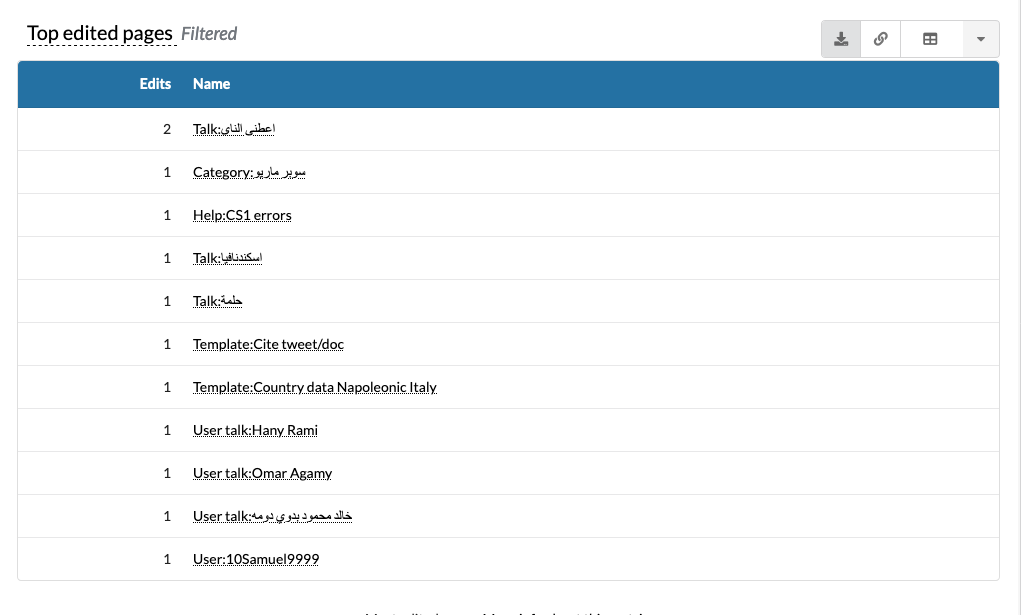 Top edited pages Filtered
Edits Name
2 Talk:اعطنى الناي
1 Category:سوبر ماريو
1 Help:CS1 errors
1 Talk:اسكندنافيا
1 Talk:حلمة
1 Template:Cite tweet/doc
1 Template:Country data Napoleonic Italy
1 User talk:Hany Rami
1 User talk:Omar Agamy
1 User talk:خالد محمود بدوي دومه
1 User:10Samuel9999